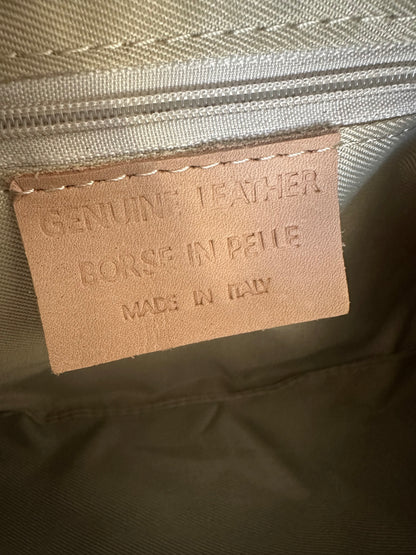 GENUINE LEATHER
BORSE IN PELLE
MADE IN ITALY